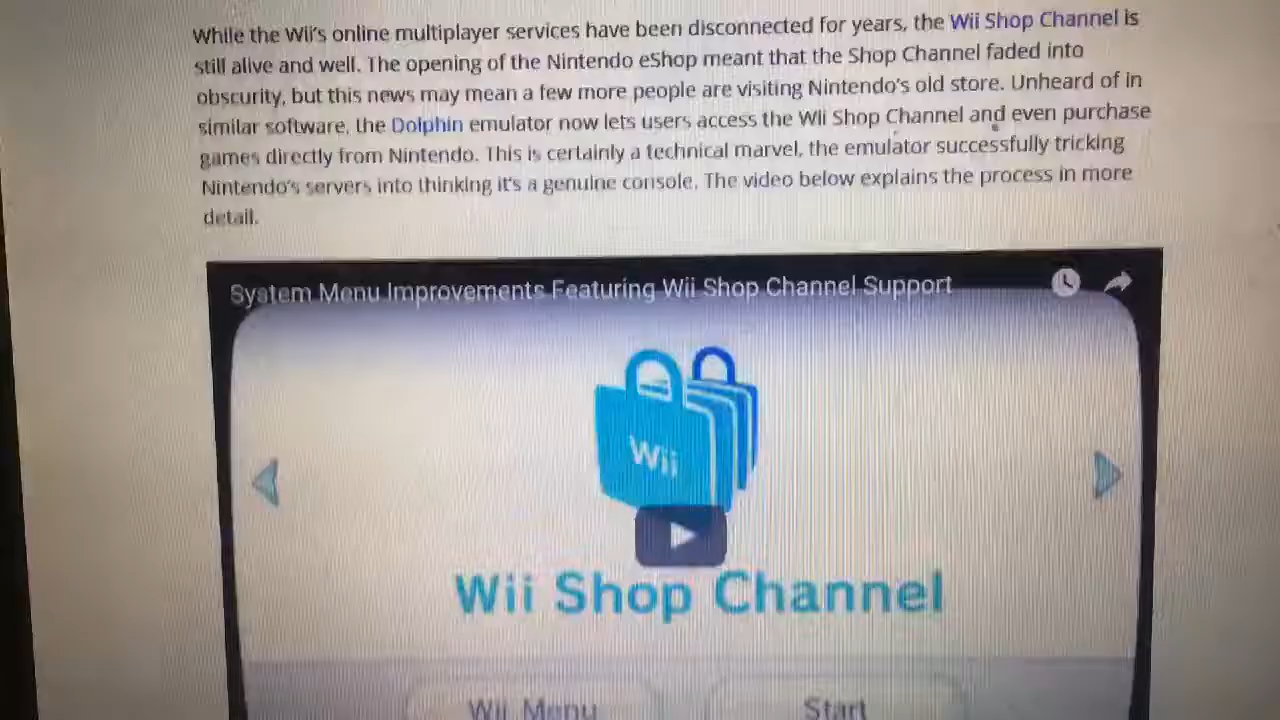 While the Wii's online multiplayer services have been disconnected for years, the Wii Shop Channel is
still alive and well. The opening of the Nintendo eShop meant that the Shop Channel faded into
obscurity, but this news may mean a few more people are visiting Nintendo's old store. Unheard of in
similar software, the Dolphin emulator now lets users access the Wii Shop Channel and even purchase
games directly from Nintendo. This is certainly a technical marvel, the emulator successfully tricking
Nintendo's servers into thinking it's a genuine console. The video below explains the process in more
detail.
System Menu Improvements Featuring Wii Shop Channel Support
Wii
Wii Shop Channel
Wii Menu
Start